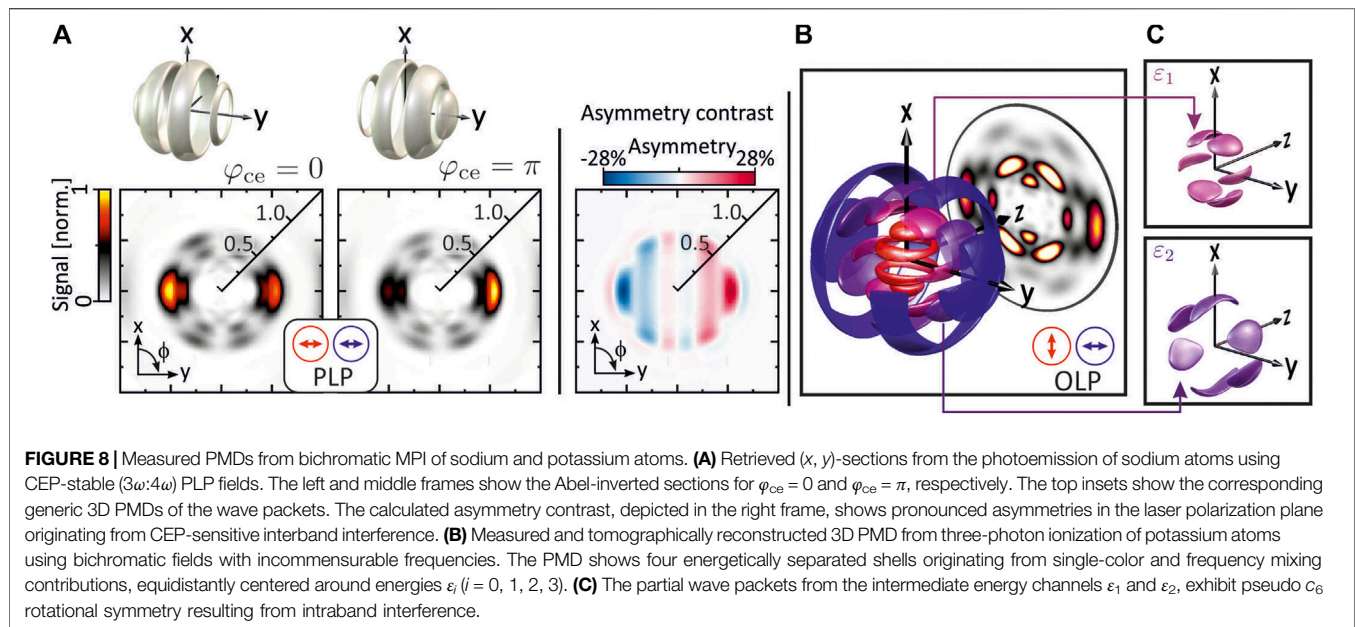 A
x
y
φce = 0
x
y
φce = π
Signal [norm.]
1
0
0.5
1.0
x
ϕ
y
0.5
1.0
PLP
Asymmetry contrast
Asymmetry
-28%
28%
0.5
1.0
x
ϕ
y
B
x
z
y
OLP
C
ε1
x
z
y
ε2
x
z
y
FIGURE 8 | Measured PMDs from bichromatic MPI of sodium and potassium atoms. (A) Retrieved (x, y)-sections from the photoemission of sodium atoms using
CEP-stable (3ω:4ω) PLP fields. The left and middle frames show the Abel-inverted sections for φce = 0 and φce = π, respectively. The top insets show the corresponding
generic 3D PMDs of the wave packets. The calculated asymmetry contrast, depicted in the right frame, shows pronounced asymmetries in the laser polarization plane
originating from CEP-sensitive interband interference. (B) Measured and tomographically reconstructed 3D PMD from three-photon ionization of potassium atoms
using bichromatic fields with incommensurable frequencies. The PMD shows four energetically separated shells originating from single-color and frequency mixing
contributions, equidistantly centered around energies εi (i = 0, 1, 2, 3). (C) The partial wave packets from the intermediate energy channels ε1 and ε2, exhibit pseudo c6
rotational symmetry resulting from intraband interference.